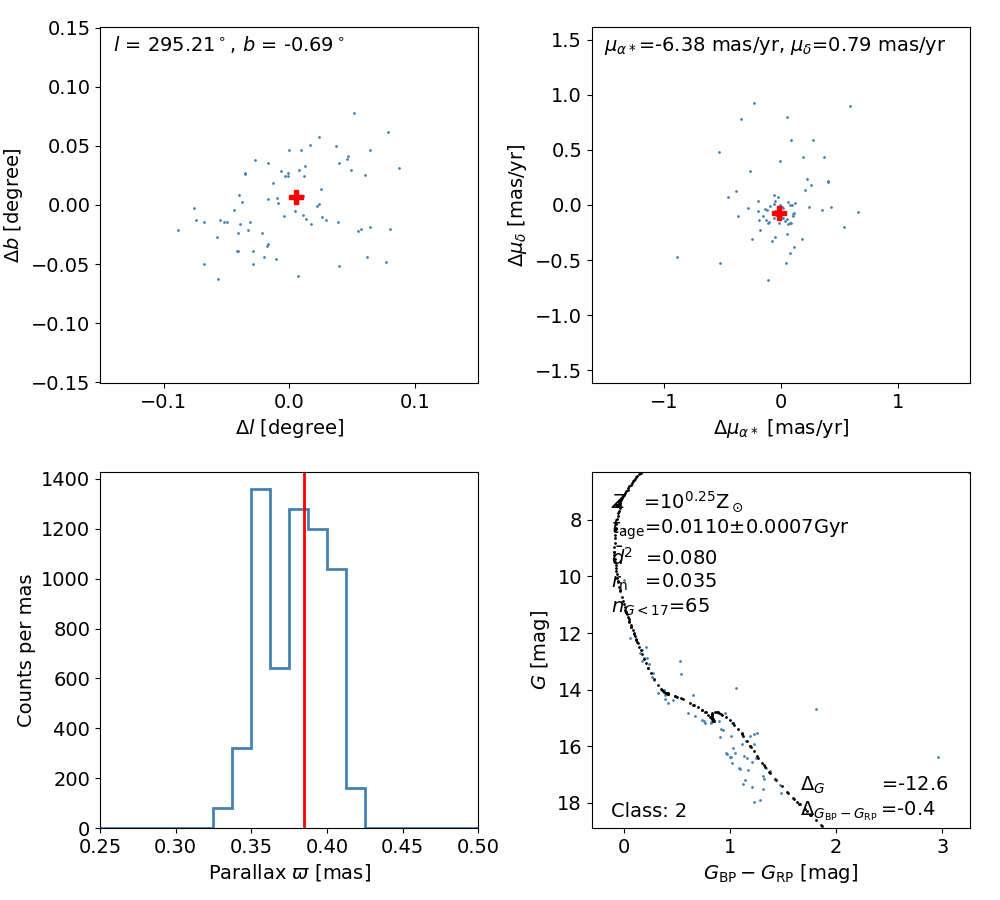 l = 295.21°, b = -0.69°
0.15
0.10
0.05
0.00
−0.05
−0.10
−0.15
Δb [degree]
−0.1 0.0 0.1
Δl [degree]
μα∗=-6.38 mas/yr, μδ=0.79 mas/yr
1.5
1.0
0.5
0.0
−0.5
−1.0
−1.5
Δμδ [mas/yr]
−1 0 1
Δμα∗ [mas/yr]
1400
1200
1000
800
600
400
200
0
Counts per mas
0.25 0.30 0.35 0.40 0.45 0.50
Parallax ϖ [mas]
Z =10^0.25Z⊙
tage=0.0110±0.0007Gyr
d̄² =0.080
=0.035
nG<17=65
8
10
12
14
16
18
G [mag]
ΔG =-12.6
ΔGBP−GRP=-0.4
Class: 2
0 1 2 3
GBP − GRP [mag]